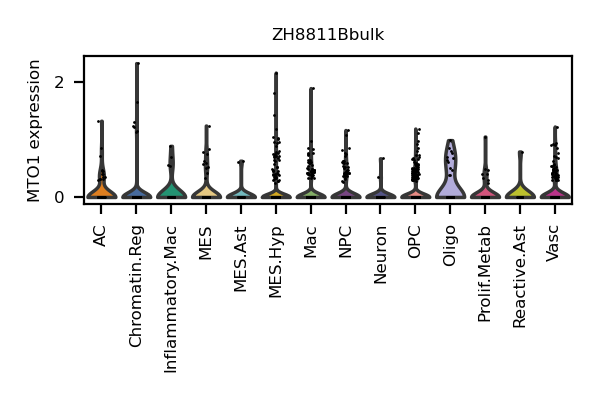 ZH8811Bbulk
MTO1 expression
2
0
AC
Chromatin.Reg
Inflammatory.Mac
MES
MES.Ast
MES.Hyp
Mac
NPC
Neuron
OPC
Oligo
Prolif.Metab
Reactive.Ast
Vasc